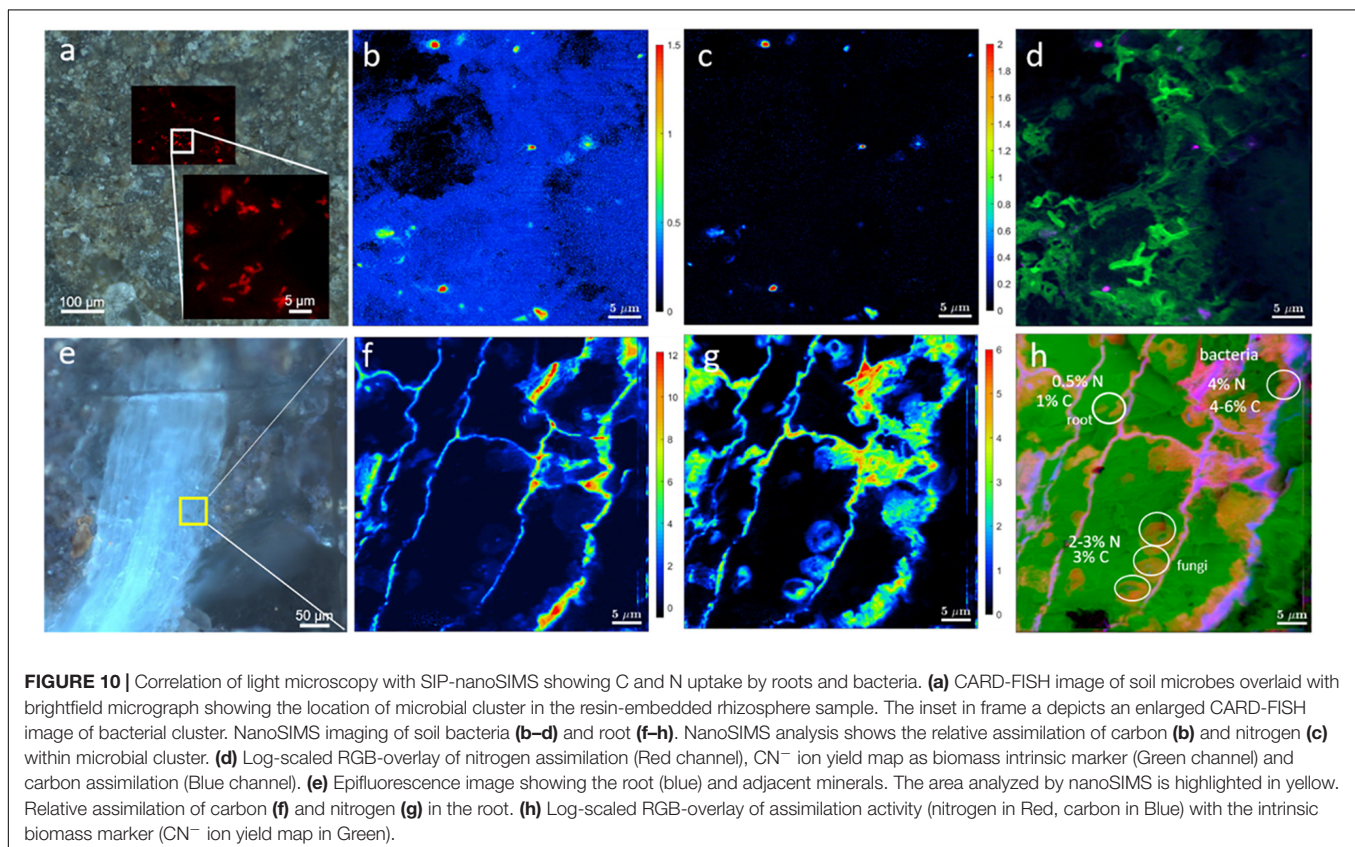 a
100 µm
5 µm
b
5 µm
1.5
1
0.5
0
c
5 µm
2
1.8
1.6
1.4
1.2
1
0.8
0.6
0.4
0.2
0
d
5 µm
e
50 µm
f
5 µm
12
10
8
6
4
2
0
g
5 µm
6
5
4
3
2
1
0
h
bacteria
0.5% N
1% C
root
4% N
4-6% C
2-3% N
3% C
fungi
5 µm
FIGURE 10 | Correlation of light microscopy with SIP-nanoSIMS showing C and N uptake by roots and bacteria. (a) CARD-FISH image of soil microbes overlaid with
brightfield micrograph showing the location of microbial cluster in the resin-embedded rhizosphere sample. The inset in frame a depicts an enlarged CARD-FISH
image of bacterial cluster. NanoSIMS imaging of soil bacteria (b–d) and root (f–h). NanoSIMS analysis shows the relative assimilation of carbon (b) and nitrogen (c)
within microbial cluster. (d) Log-scaled RGB-overlay of nitrogen assimilation (Red channel), CN− ion yield map as biomass intrinsic marker (Green channel) and
carbon assimilation (Blue channel). (e) Epifluorescence image showing the root (blue) and adjacent minerals. The area analyzed by nanoSIMS is highlighted in yellow.
Relative assimilation of carbon (f) and nitrogen (g) in the root. (h) Log-scaled RGB-overlay of assimilation activity (nitrogen in Red, carbon in Blue) with the intrinsic
biomass marker (CN− ion yield map in Green).